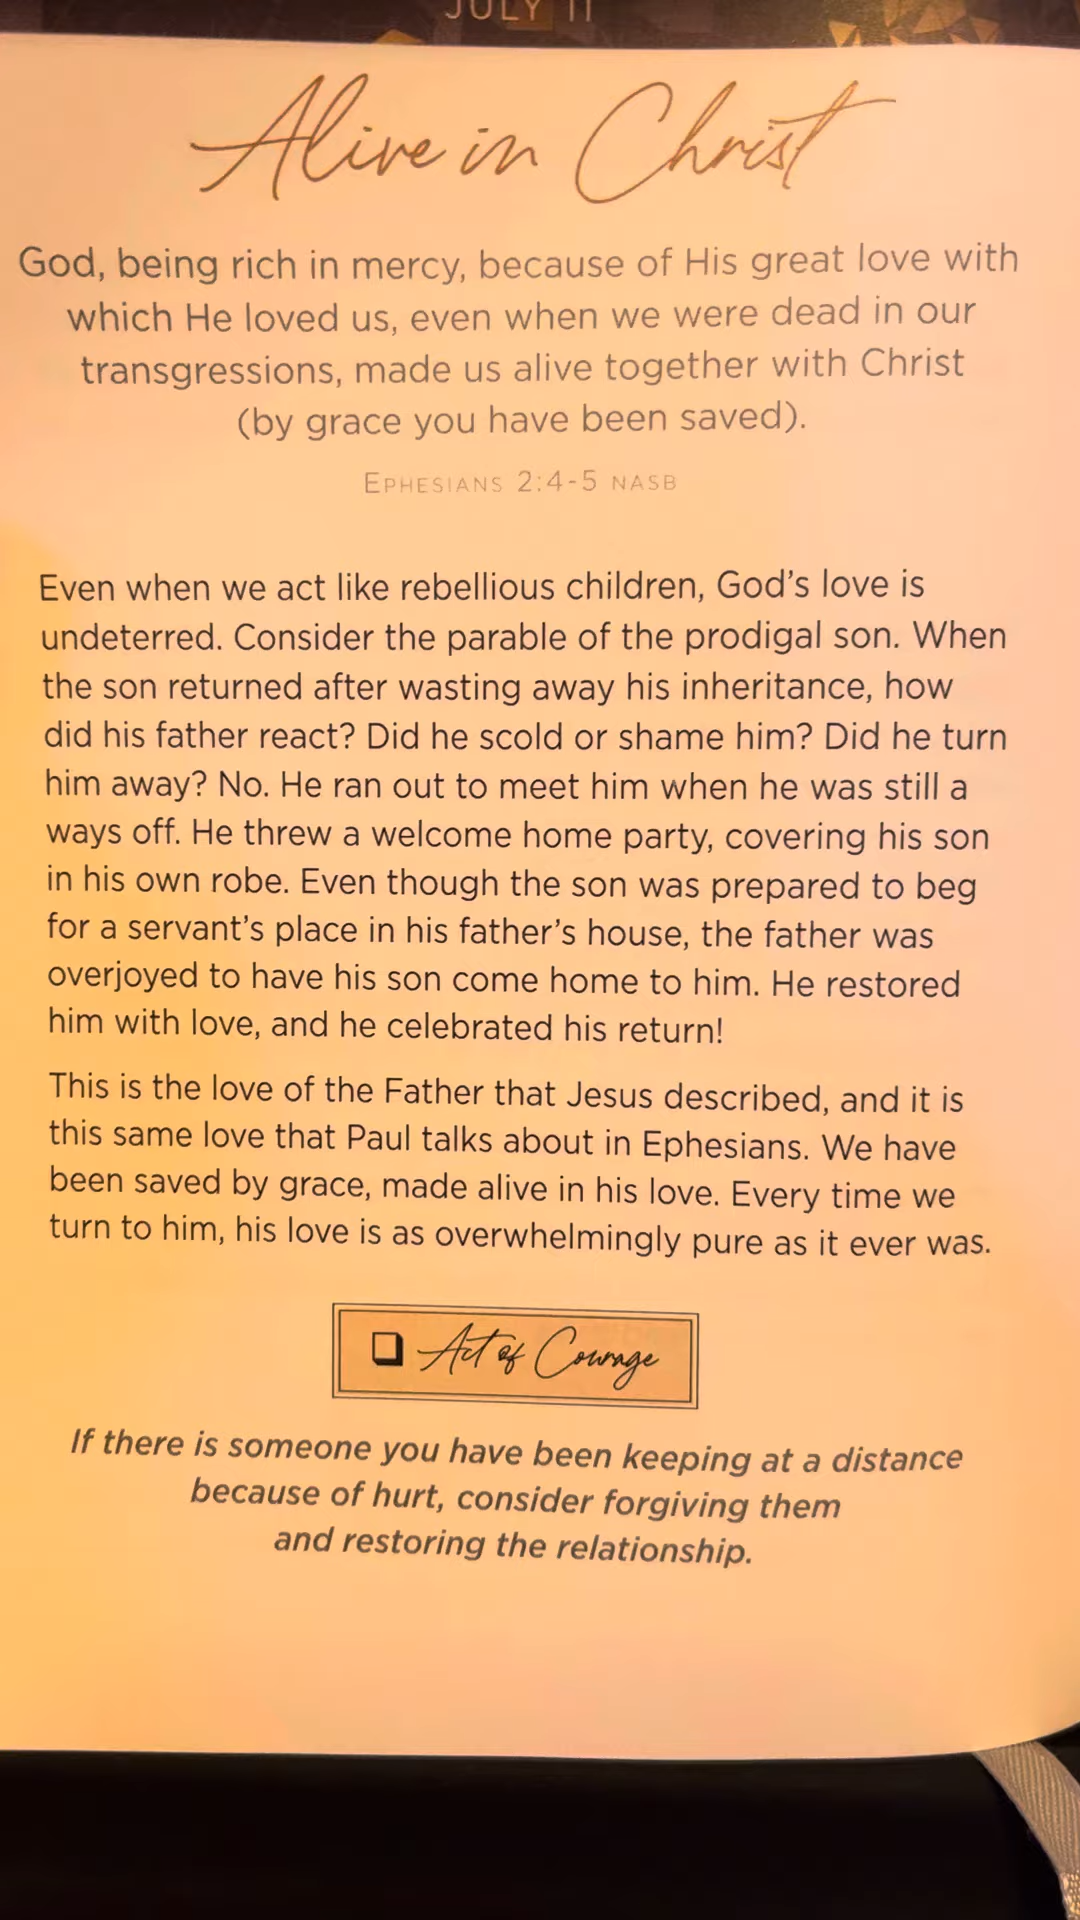 JULY 11
Alive in Christ
God, being rich in mercy, because of His great love with
which He loved us, even when we were dead in our
transgressions, made us alive together with Christ
(by grace you have been saved).
EPHESIANS 2:4-5 NASB
Even when we act like rebellious children, God's love is
undeterred. Consider the parable of the prodigal son. When
the son returned after wasting away his inheritance, how
did his father react? Did he scold or shame him? Did he turn
him away? No. He ran out to meet him when he was still a
ways off. He threw a welcome home party, covering his son
in his own robe. Even though the son was prepared to beg
for a servant's place in his father's house, the father was
overjoyed to have his son come home to him. He restored
him with love, and he celebrated his return!
This is the love of the Father that Jesus described, and it is
this same love that Paul talks about in Ephesians. We have
been saved by grace, made alive in his love. Every time we
turn to him, his love is as overwhelmingly pure as it ever was.
❑ Act of Courage
If there is someone you have been keeping at a distance
because of hurt, consider forgiving them
and restoring the relationship.